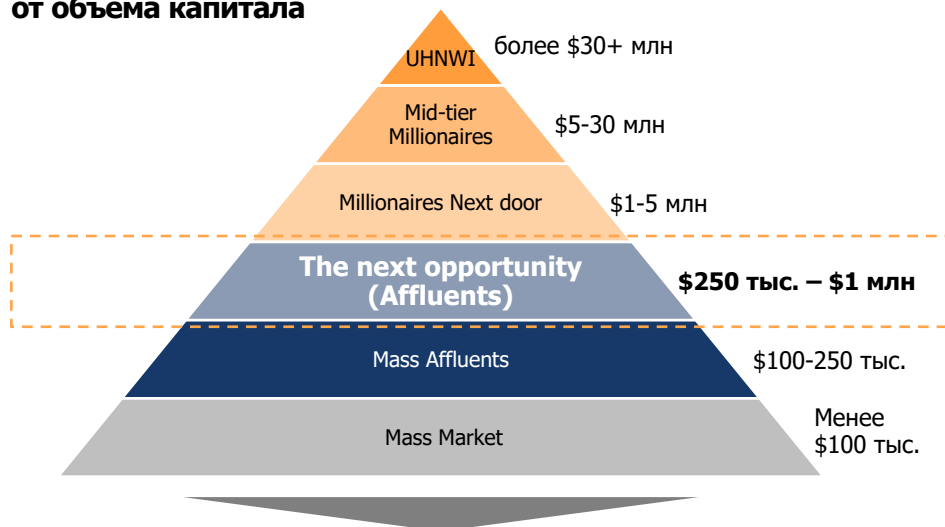 от объема капитала
UHNWI
более $30+ млн
Mid-tier
Millionaires
$5-30 млн
Millionaires Next door
$1-5 млн
The next opportunity
(Affluents)
$250 тыс. – $1 млн
Mass Affluents
$100-250 тыс.
Mass Market
Менее
$100 тыс.